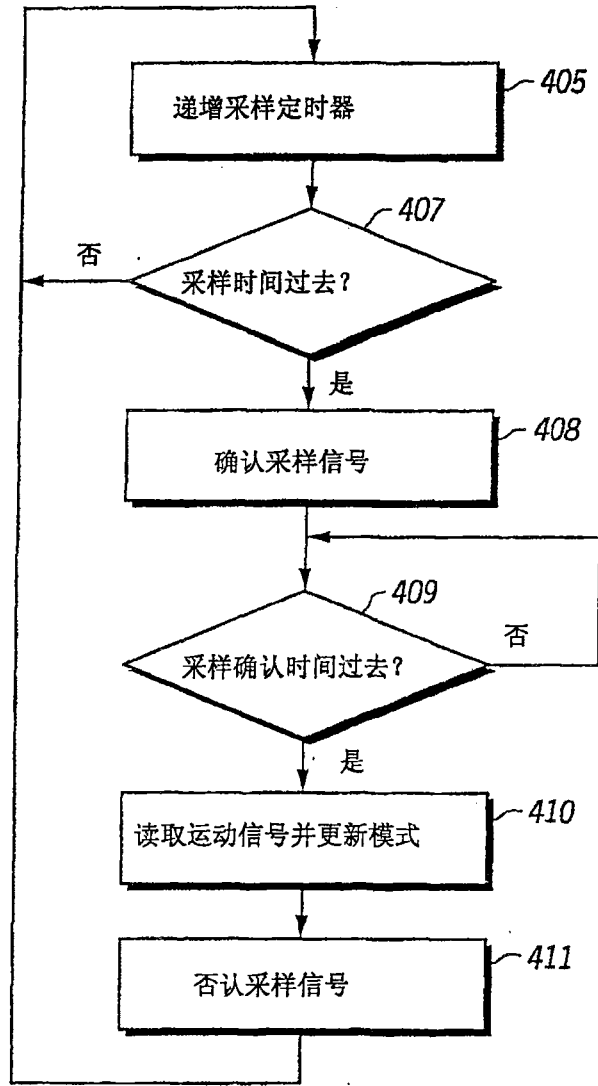 405
递增采样定时器
407
否
采样时间过去？
是
408
确认采样信号
409
否
采样确认时间过去？
是
410
读取运动信号并更新模式
411
否认采样信号